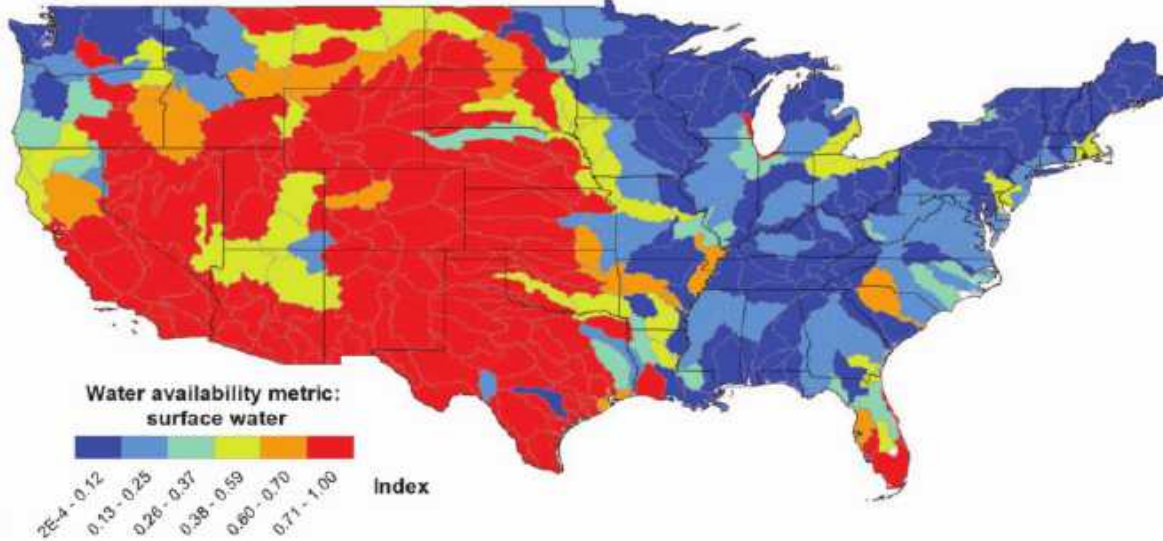 Water availability metric:
surface water
2E-4 - 0.12
0.13 - 0.25
0.26 - 0.37
0.38 - 0.59
0.60 - 0.70
0.71 - 1.00
Index